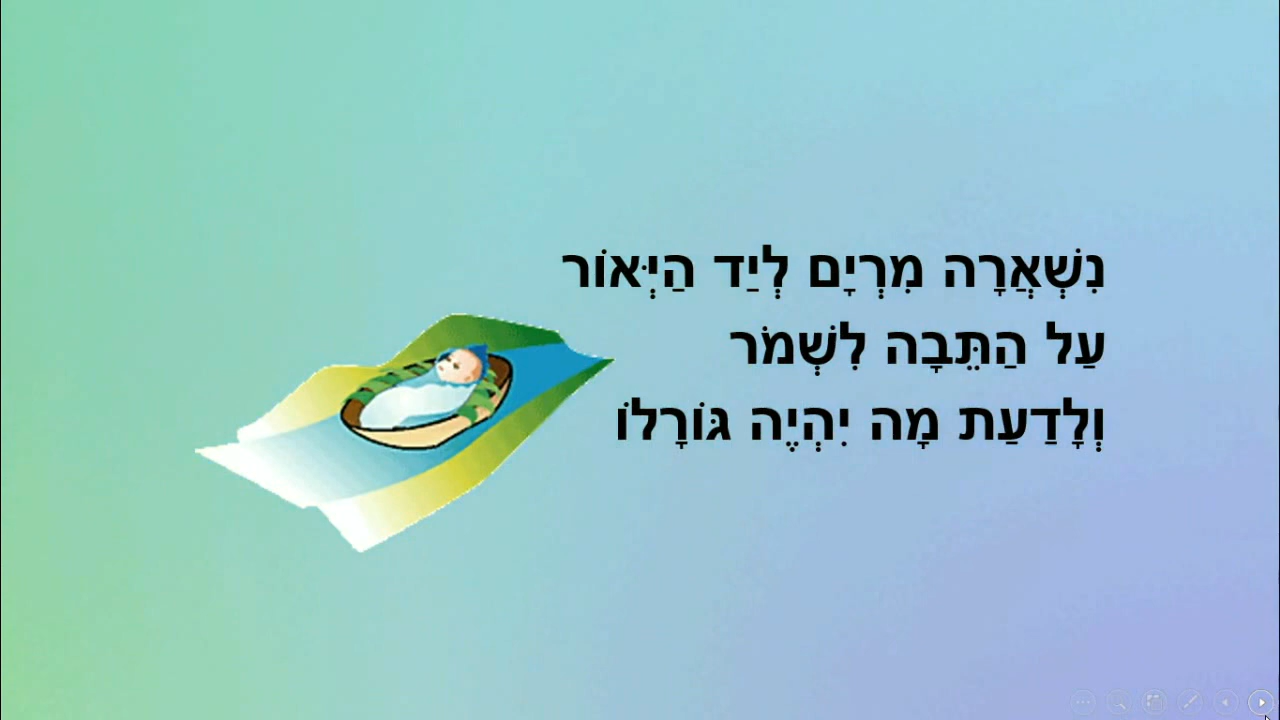 נִשְׁאֲרָה מִרְיָם לְיַד הַיְּאוֹר
עַל הַתֵּבָה לִשְׁמֹר
וְלָדַעַת מָה יִהְיֶה גּוֹרָלוֹ